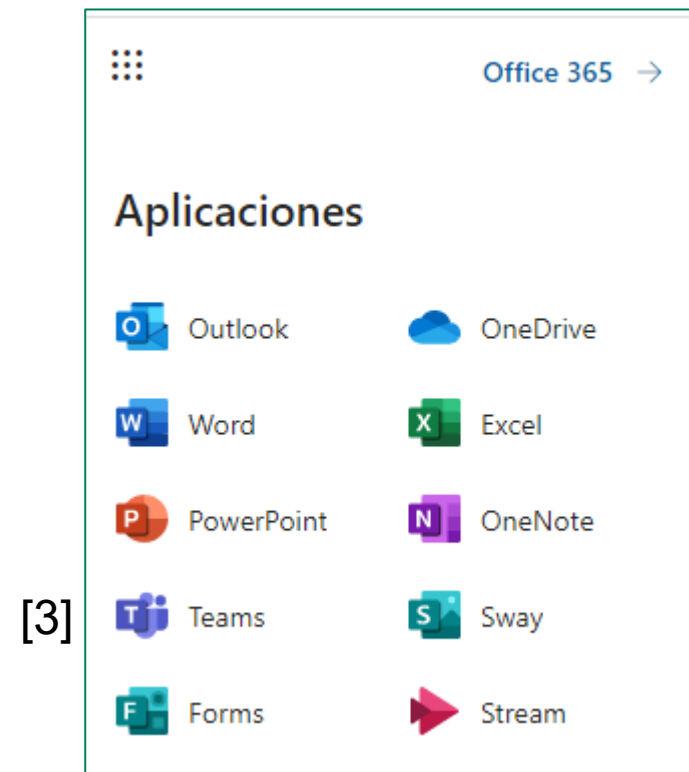 Office 365 →
Aplicaciones
Outlook OneDrive
Word Excel
PowerPoint OneNote
[3] Teams Sway
Forms Stream